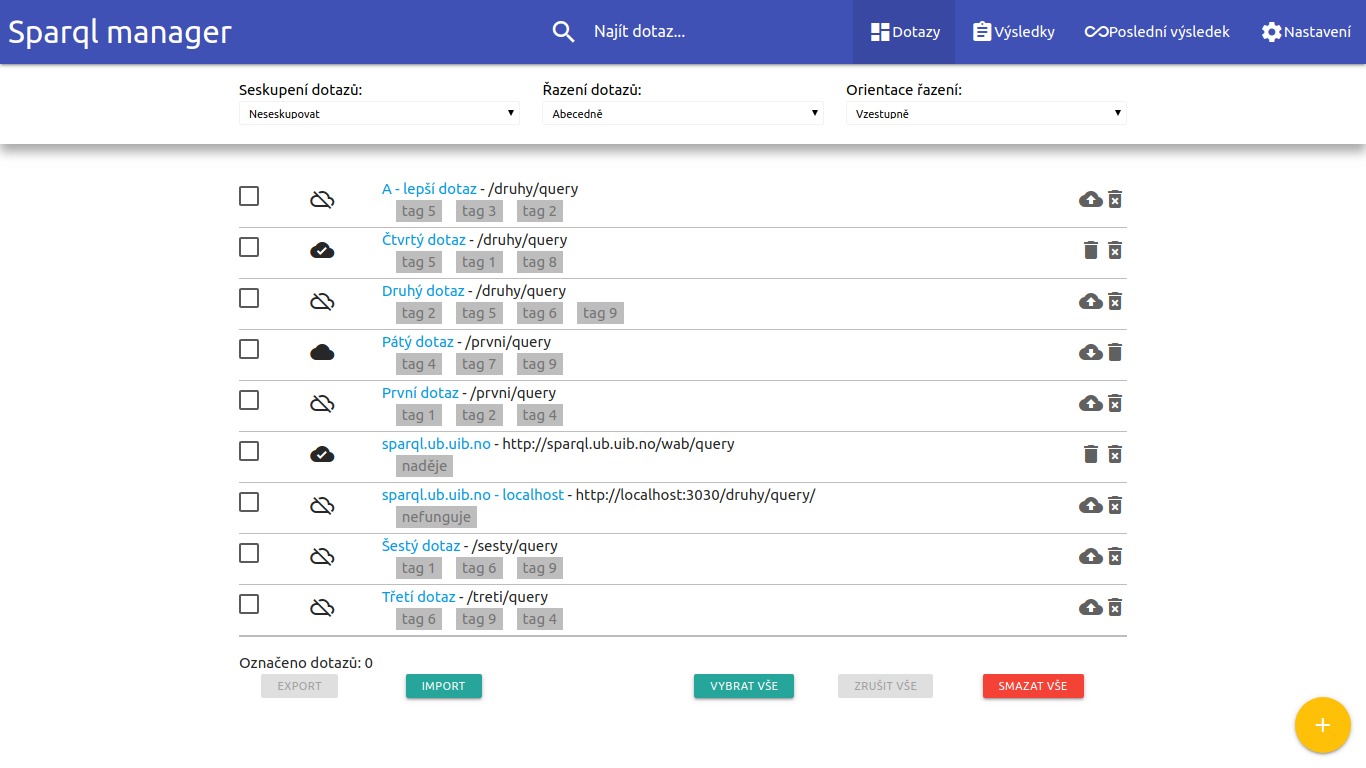 Sparql manager
Najít dotaz...
Dotazy
Výsledky
Poslední výsledek
Nastavení
Seskupení dotazů:
Řazení dotazů:
Orientace řazení:
Neseskupovat
Abecedně
Vzestupně
A - lepší dotaz - /druhy/query
tag 5 tag 3 tag 2
Čtvrtý dotaz - /druhy/query
tag 5 tag 1 tag 8
Druhý dotaz - /druhy/query
tag 2 tag 5 tag 6 tag 9
Pátý dotaz - /prvni/query
tag 4 tag 7 tag 9
První dotaz - /prvni/query
tag 1 tag 2 tag 4
sparql.ub.uib.no - http://sparql.ub.uib.no/wab/query
naděje
sparql.ub.uib.no - localhost - http://localhost:3030/druhy/query/
nefunguje
Šestý dotaz - /sesty/query
tag 1 tag 6 tag 9
Třetí dotaz - /treti/query
tag 6 tag 9 tag 4
Označeno dotazů: 0
EXPORT
IMPORT
VYBRAT VŠE
ZRUŠIT VŠE
SMAZAT VŠE
+